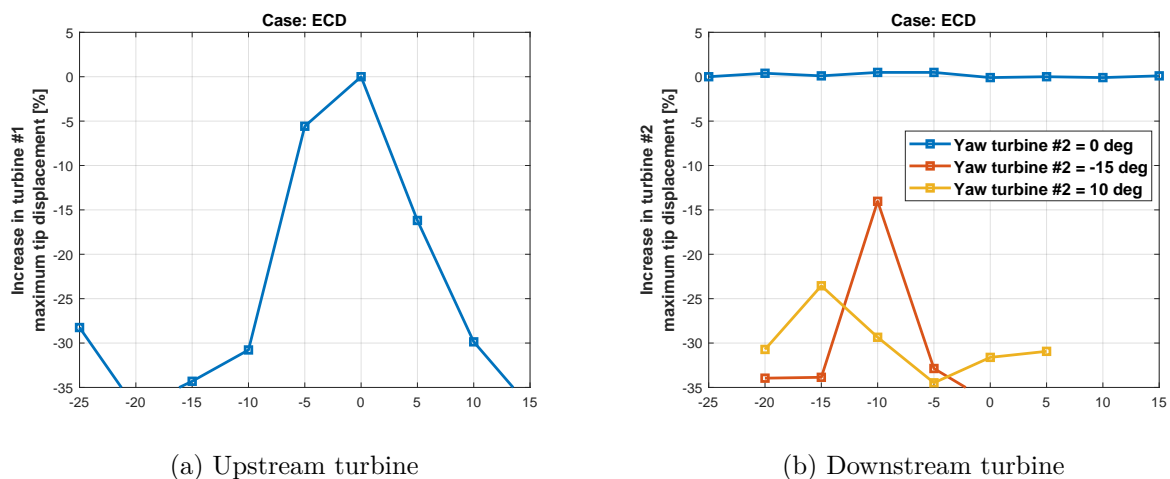 Case: ECD
Increase in turbine #1
maximum tip displacement [%]
5
0
-5
-10
-15
-20
-25
-30
-35
-25 -20 -15 -10 -5 0 5 10 15
(a) Upstream turbine
Case: ECD
Increase in turbine #2
maximum tip displacement [%]
5
0
-5
-10
-15
-20
-25
-30
-35
Yaw turbine #2 = 0 deg
Yaw turbine #2 = -15 deg
Yaw turbine #2 = 10 deg
-25 -20 -15 -10 -5 0 5 10 15
(b) Downstream turbine